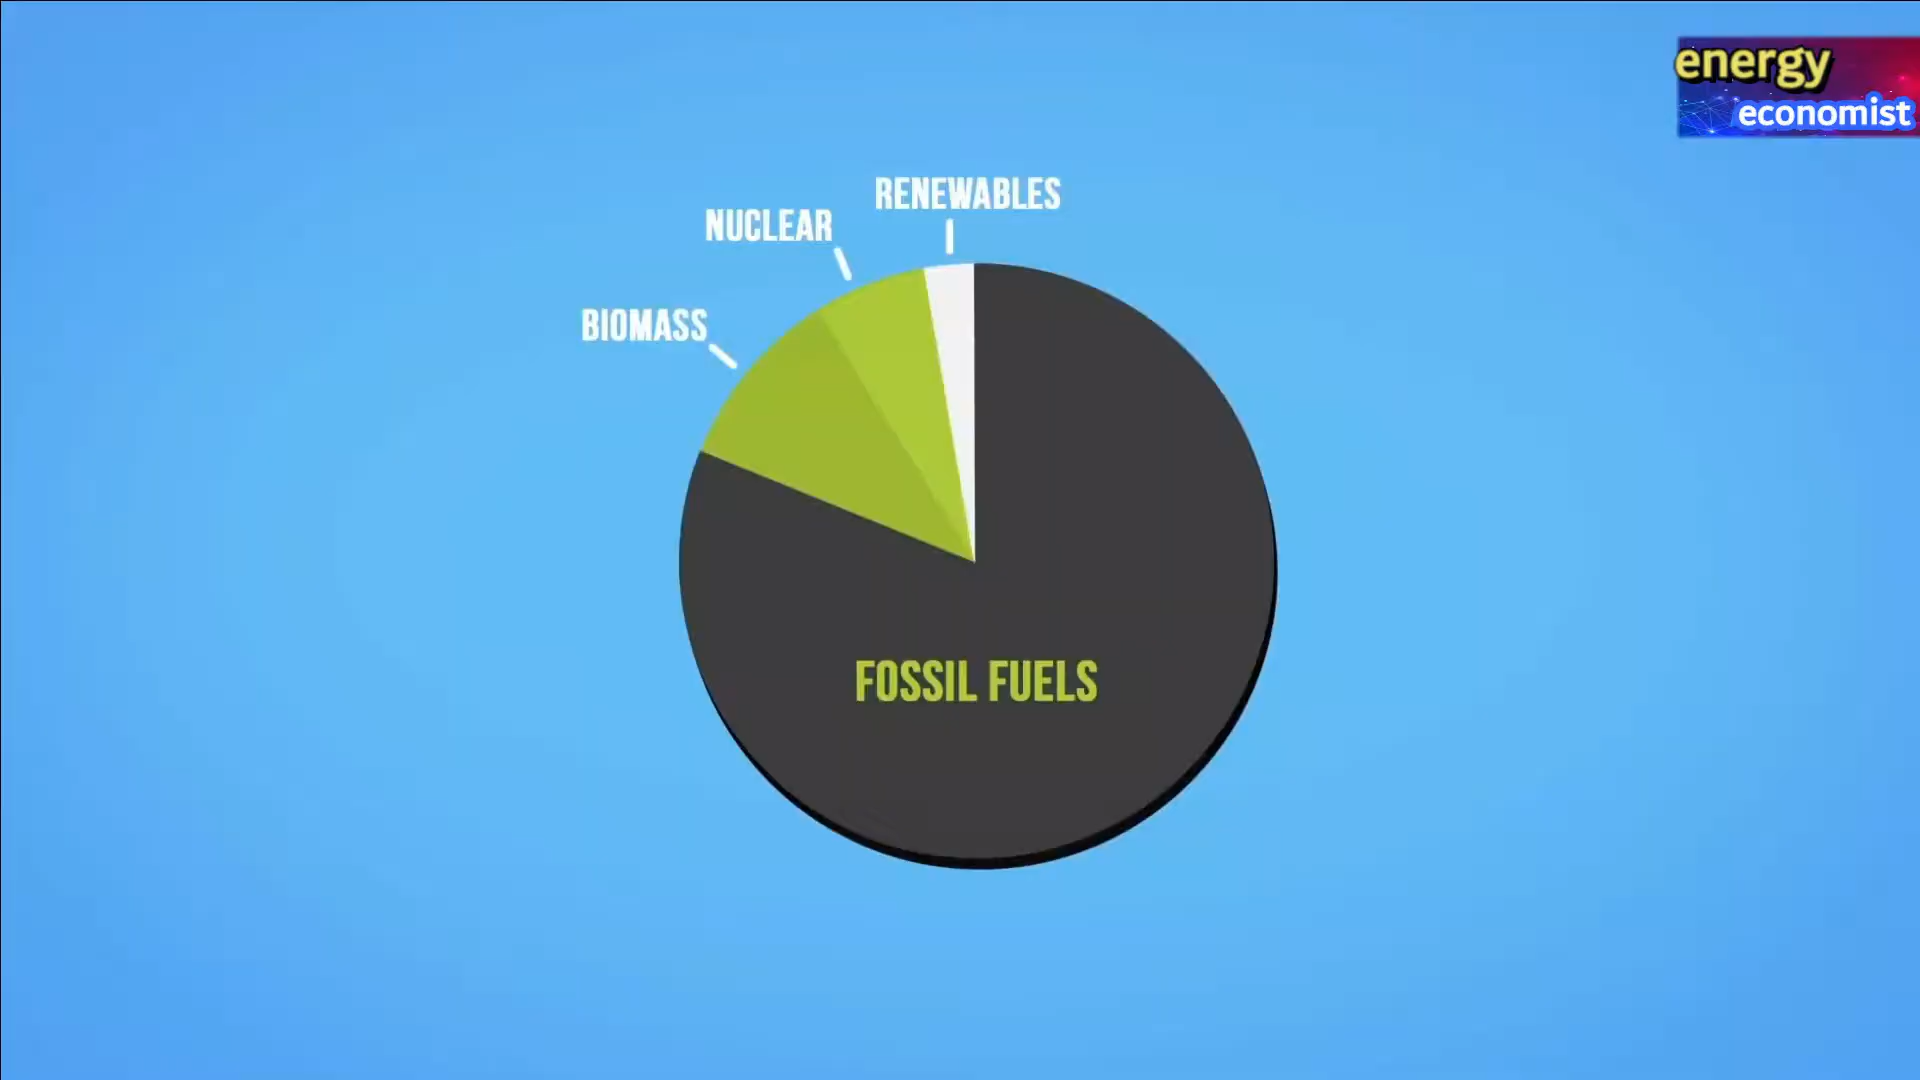 energy
economist
RENEWABLES
NUCLEAR
BIOMASS
FOSSIL FUELS